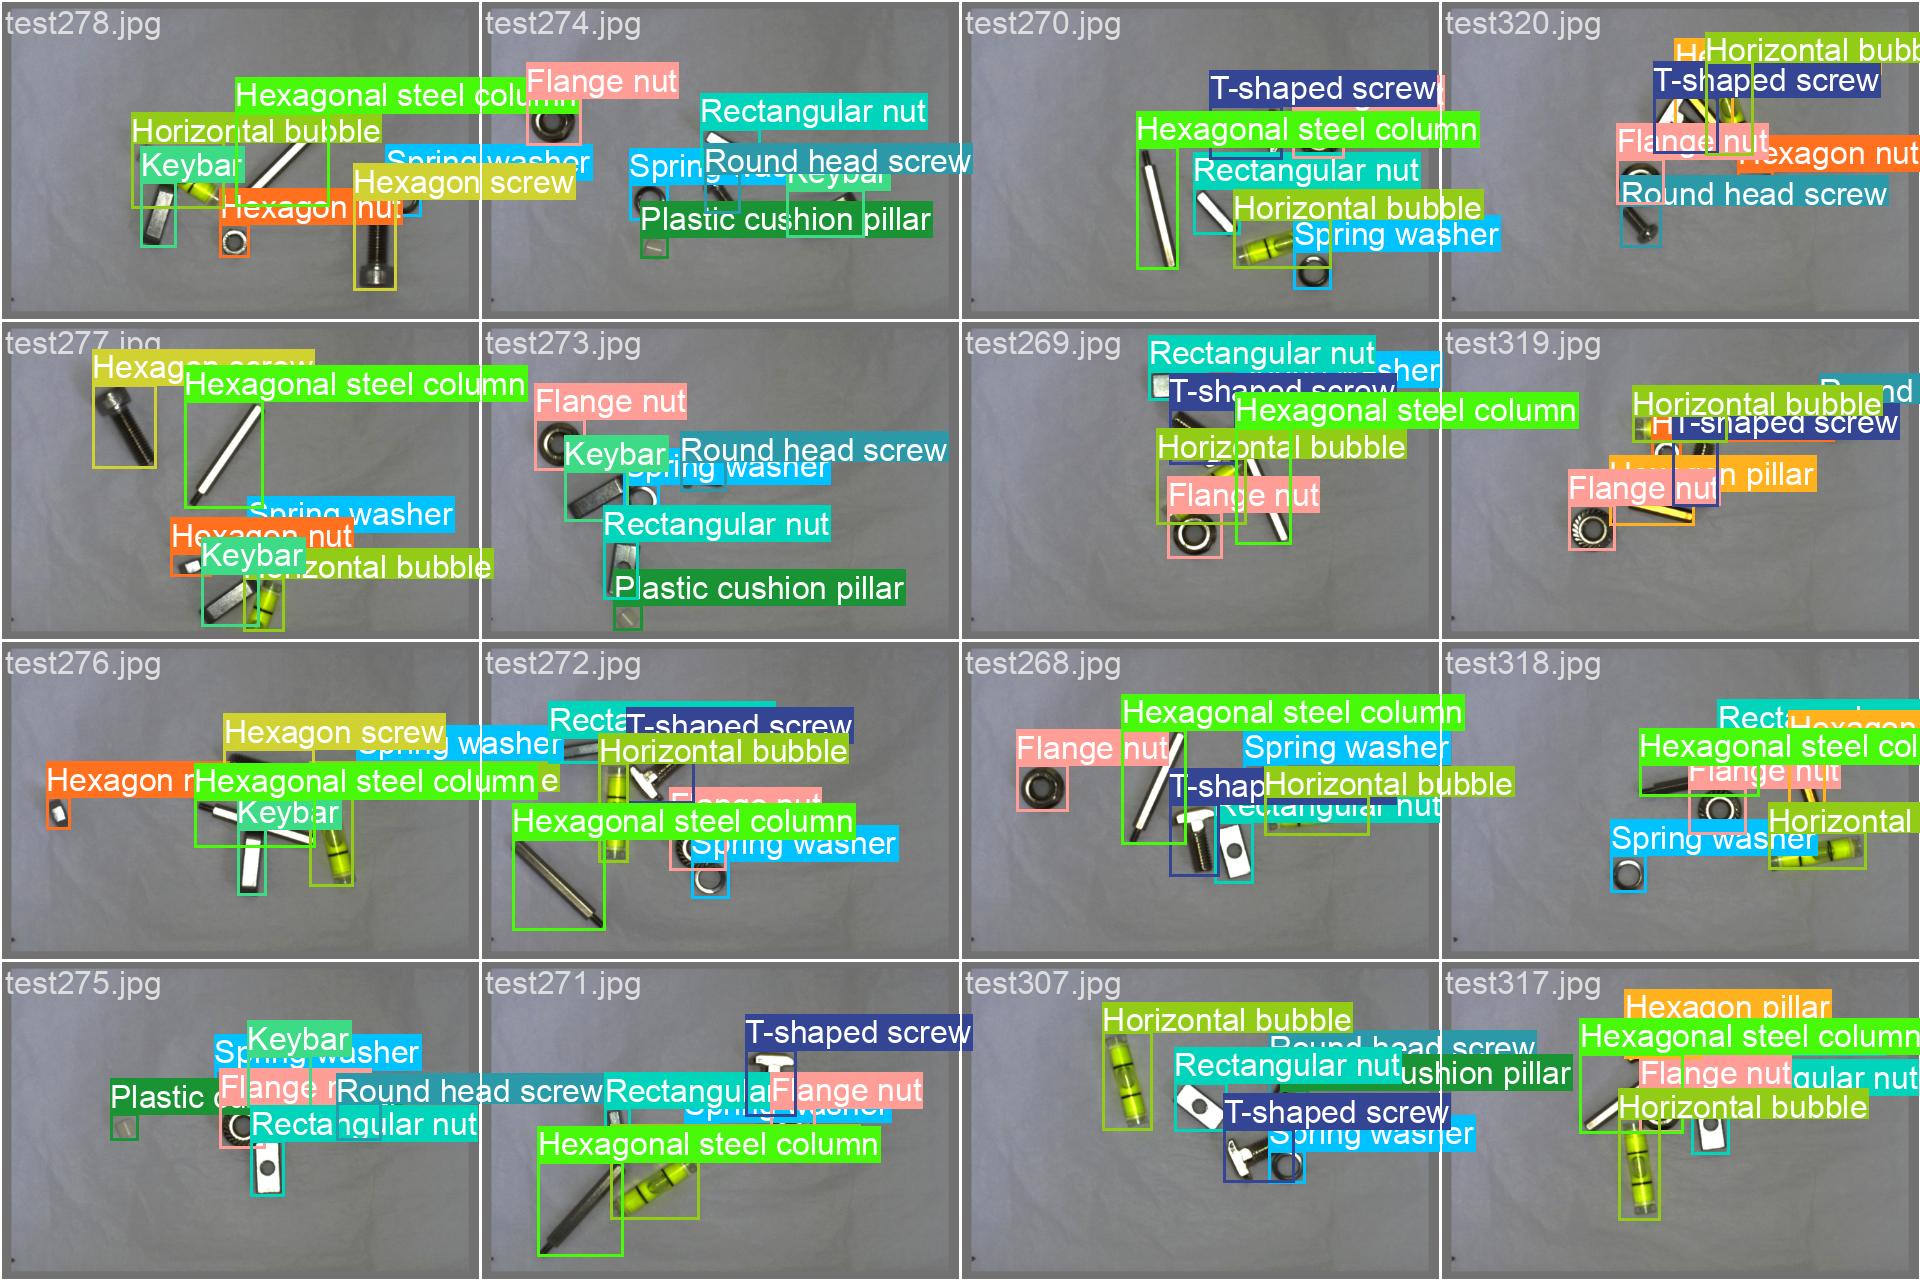 test278.jpg
Hexagonal steel column
Horizontal bubble
Keybar
Spring washer
Hexagon screw
Hexagon nut
test274.jpg
Flange nut
Rectangular nut
Spring washer
Round head screw
Keybar
Plastic cushion pillar
test270.jpg
T-shaped screw
Hexagonal steel column
Rectangular nut
Horizontal bubble
Spring washer
test320.jpg
Horizontal bubb
T-shaped screw
Flange nut
Hexagon nut
Round head screw
test277.jpg
Hexagon screw
Hexagonal steel column
Spring washer
Hexagon nut
Keybar
Horizontal bubble
test273.jpg
Flange nut
Keybar
Round head screw
Spring washer
Rectangular nut
Plastic cushion pillar
test269.jpg
Rectangular nut
sher
T-shaped screw
Hexagonal steel column
Horizontal bubble
Flange nut
test319.jpg
Round
Horizontal bubble
T-shaped screw
Hexagon pillar
Flange nut
test276.jpg
Hexagon screw
Spring washer
Hexagon n
Hexagonal steel column
Keybar
test272.jpg
Recta
T-shaped screw
Horizontal bubble
Flange nut
Hexagonal steel column
Spring washer
test268.jpg
Hexagonal steel column
Flange nut
Spring washer
T-shap
Horizontal bubble
Rectangular nut
test318.jpg
Recta
Hexagon
Hexagonal steel col
Flange nut
Horizontal
Spring washer
test275.jpg
Keybar
Spring washer
Plastic cu
Flange n
Round head screw
Rectangular nut
test271.jpg
T-shaped screw
Rectangular
Flange nut
Spring washer
Hexagonal steel column
test307.jpg
Horizontal bubble
Round head screw
Rectangular nut
ushion pillar
T-shaped screw
Spring washer
test317.jpg
Hexagon pillar
Hexagonal steel column
Flange nut
gular nut
Horizontal bubble